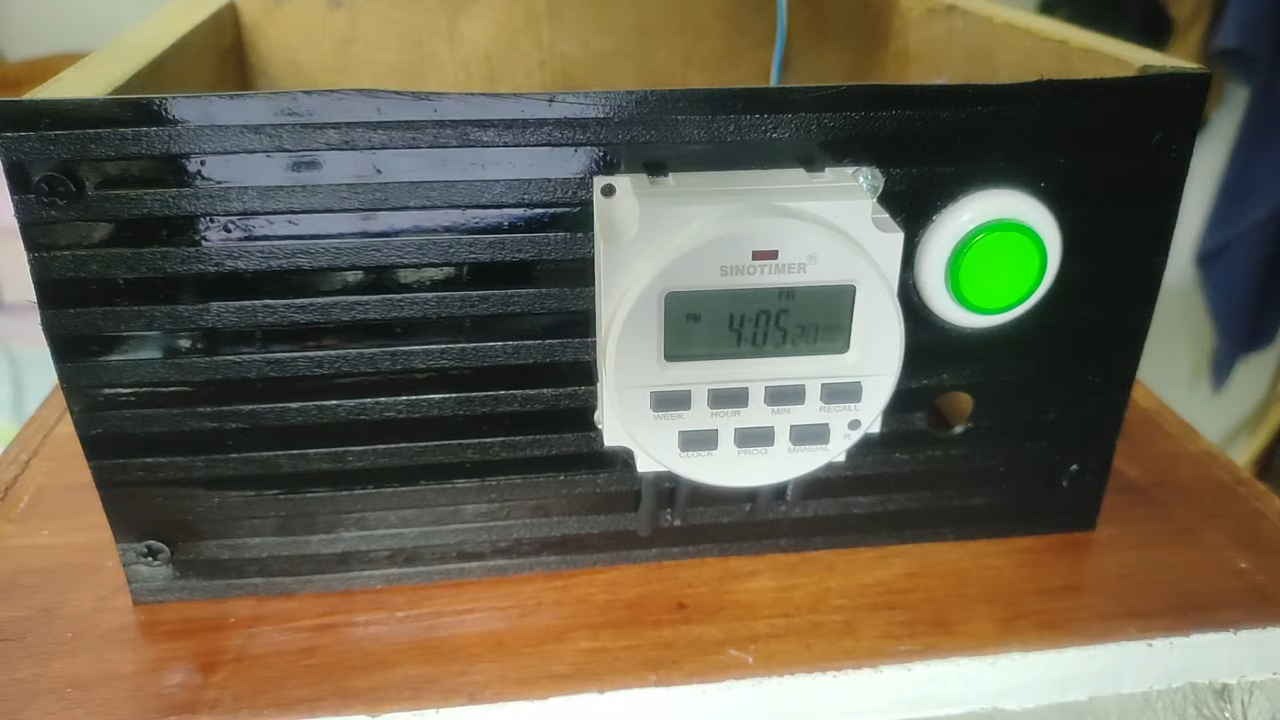 SINOTIMER®
FR
PM 4:05 20
WEEK HOUR MIN RECALL
CLOCK PROG MANUAL R